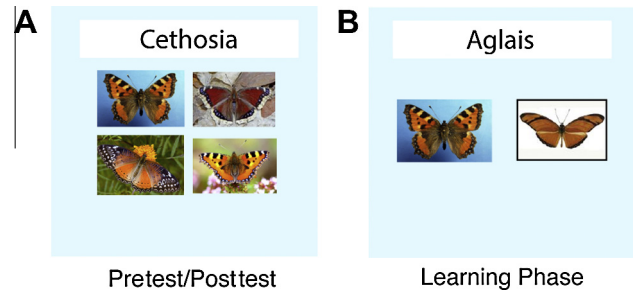 A
Cethosia
Pretest/Posttest
B
Aglais
Learning Phase